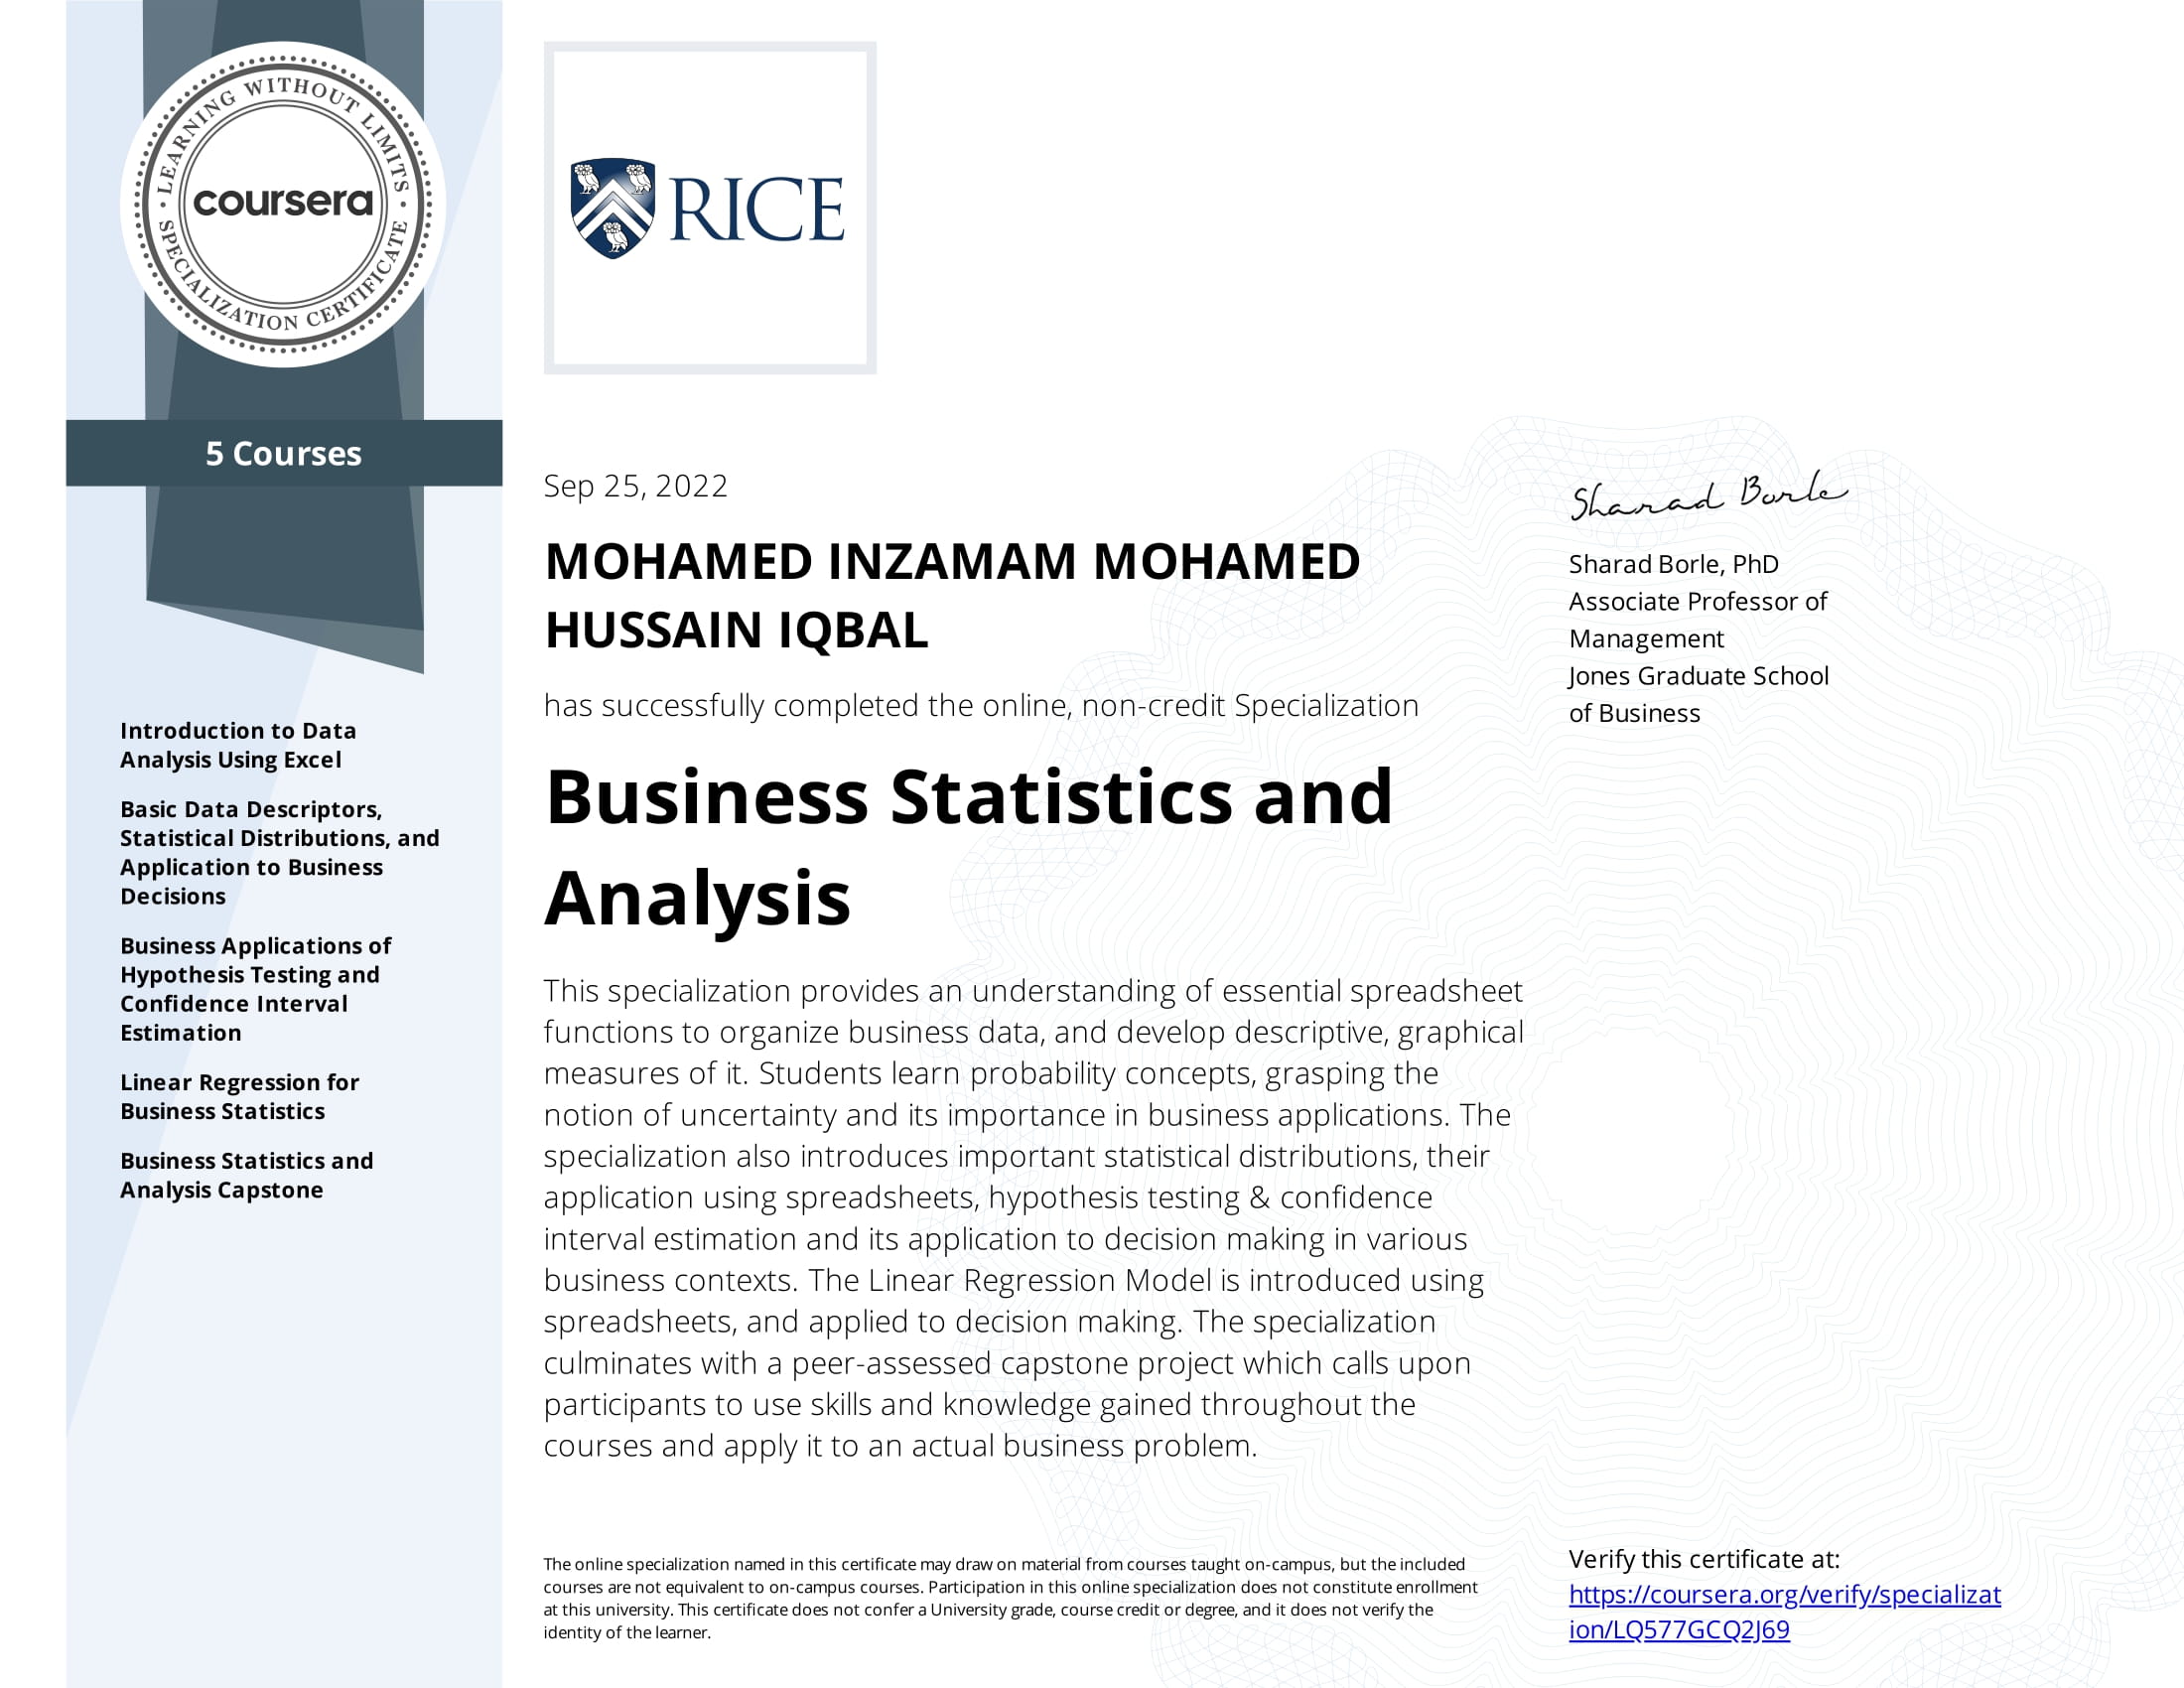 LEARNING WITHOUT LIMITS
coursera
SPECIALIZATION CERTIFICATE
5 Courses
Introduction to Data
Analysis Using Excel
Basic Data Descriptors,
Statistical Distributions, and
Application to Business
Decisions
Business Applications of
Hypothesis Testing and
Confidence Interval
Estimation
Linear Regression for
Business Statistics
Business Statistics and
Analysis Capstone
RICE
Sep 25, 2022
MOHAMED INZAMAM MOHAMED
HUSSAIN IQBAL
has successfully completed the online, non-credit Specialization
Business Statistics and
Analysis
This specialization provides an understanding of essential spreadsheet
functions to organize business data, and develop descriptive, graphical
measures of it. Students learn probability concepts, grasping the
notion of uncertainty and its importance in business applications. The
specialization also introduces important statistical distributions, their
application using spreadsheets, hypothesis testing & confidence
interval estimation and its application to decision making in various
business contexts. The Linear Regression Model is introduced using
spreadsheets, and applied to decision making. The specialization
culminates with a peer-assessed capstone project which calls upon
participants to use skills and knowledge gained throughout the
courses and apply it to an actual business problem.
The online specialization named in this certificate may draw on material from courses taught on-campus, but the included
courses are not equivalent to on-campus courses. Participation in this online specialization does not constitute enrollment
at this university. This certificate does not confer a University grade, course credit or degree, and it does not verify the
identity of the learner.
Sharad Borle
Sharad Borle, PhD
Associate Professor of
Management
Jones Graduate School
of Business
Verify this certificate at:
https://coursera.org/verify/specializat
ion/LQ577GCQ2J69